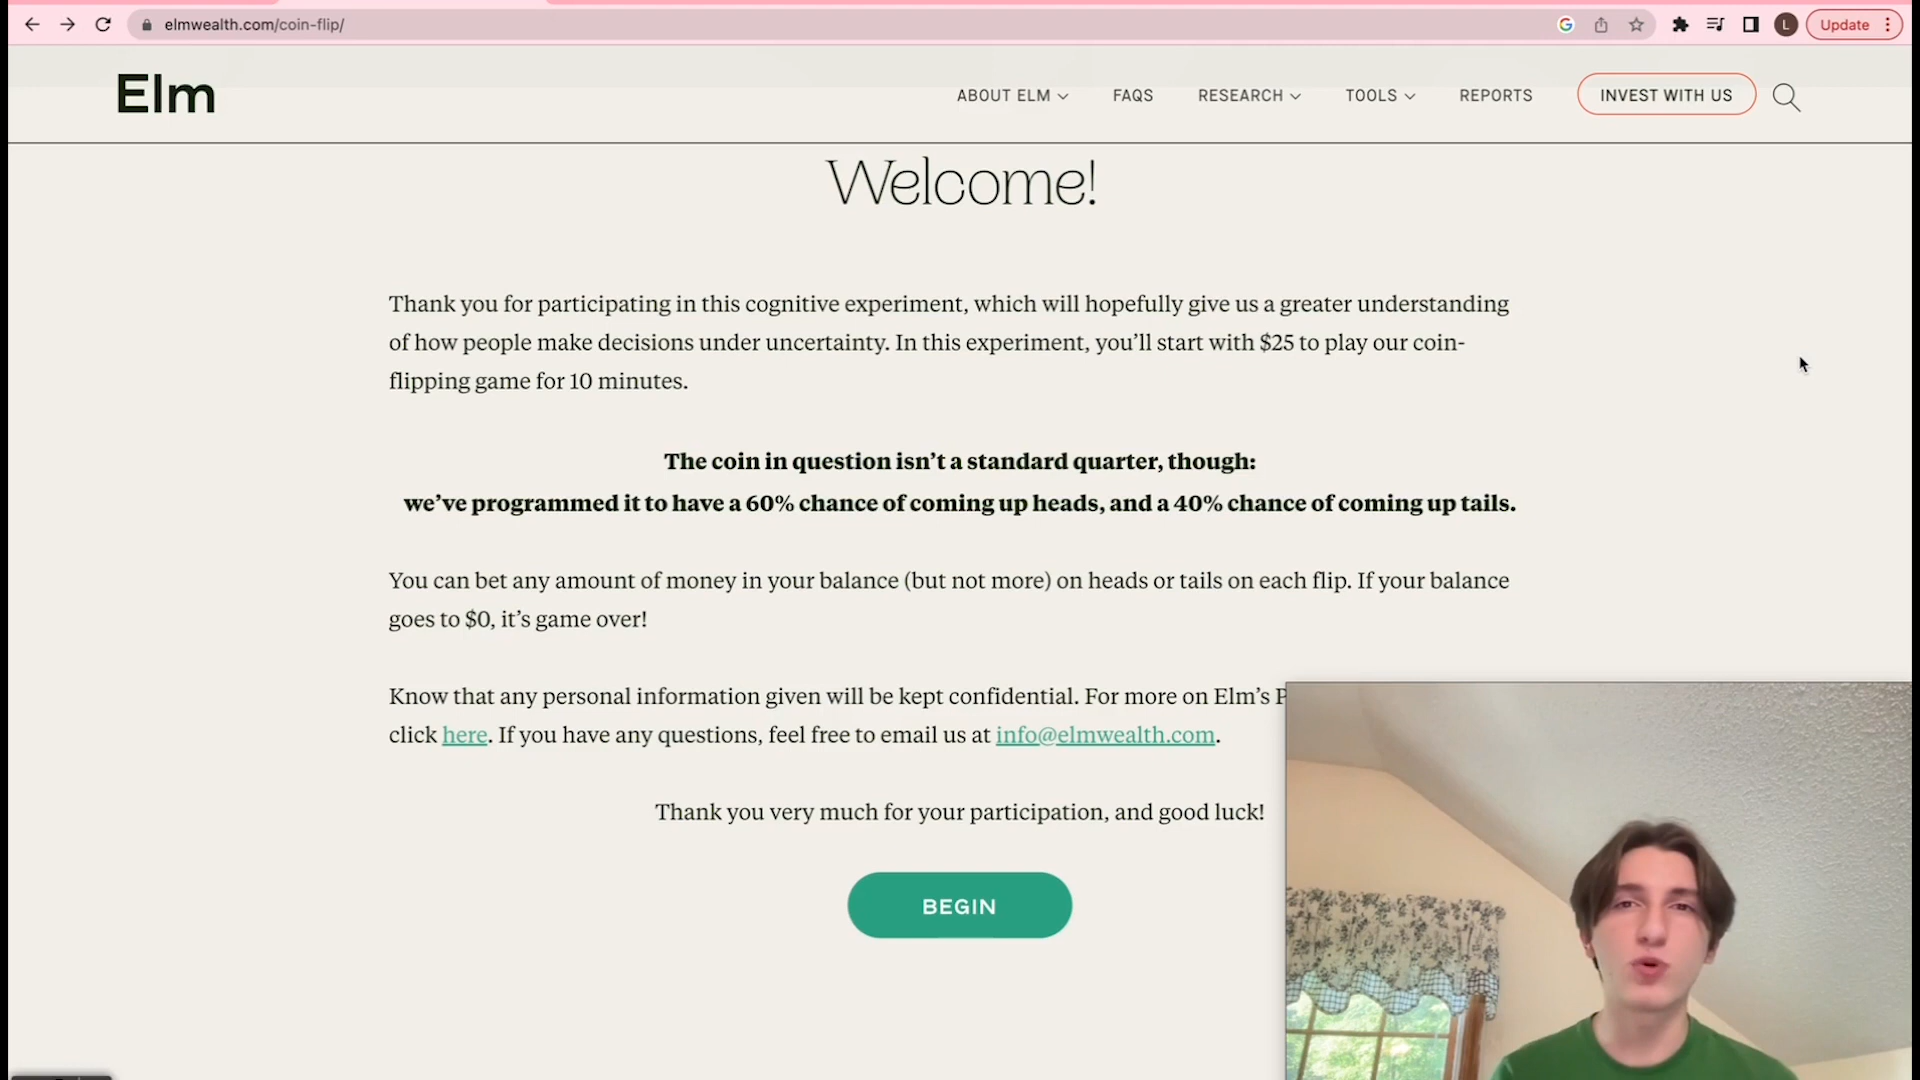 elmwealth.com/coin-flip/
L
Update
Elm
ABOUT ELM
FAQS
RESEARCH
TOOLS
REPORTS
INVEST WITH US
Welcome!
Thank you for participating in this cognitive experiment, which will hopefully give us a greater understanding
of how people make decisions under uncertainty. In this experiment, you’ll start with $25 to play our coin-
flipping game for 10 minutes.
The coin in question isn’t a standard quarter, though:
we’ve programmed it to have a 60% chance of coming up heads, and a 40% chance of coming up tails.
You can bet any amount of money in your balance (but not more) on heads or tails on each flip. If your balance
goes to $0, it’s game over!
Know that any personal information given will be kept confidential. For more on Elm’s
click here. If you have any questions, feel free to email us at info@elmwealth.com.
Thank you very much for your participation, and good luck!
BEGIN